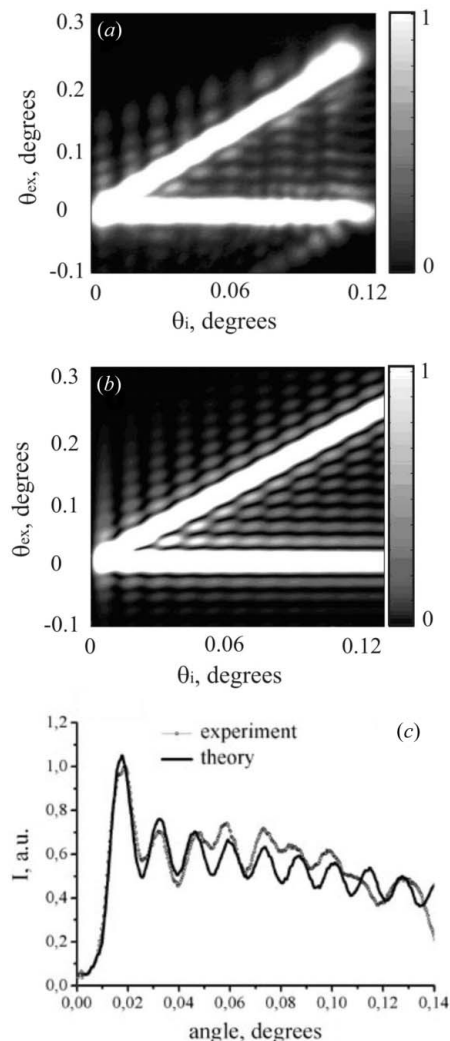 (a)
0.3
0.2
0.1
0
-0.1
θex, degrees
0
0.06
0.12
θi, degrees
1
0
(b)
0.3
0.2
0.1
0
-0.1
θex, degrees
0
0.06
0.12
θi, degrees
1
0
(c)
experiment
theory
1,2
1,0
0,8
0,6
0,4
0,2
0,0
I, a.u.
0,00 0,02 0,04 0,06 0,08 0,10 0,12 0,14
angle, degrees